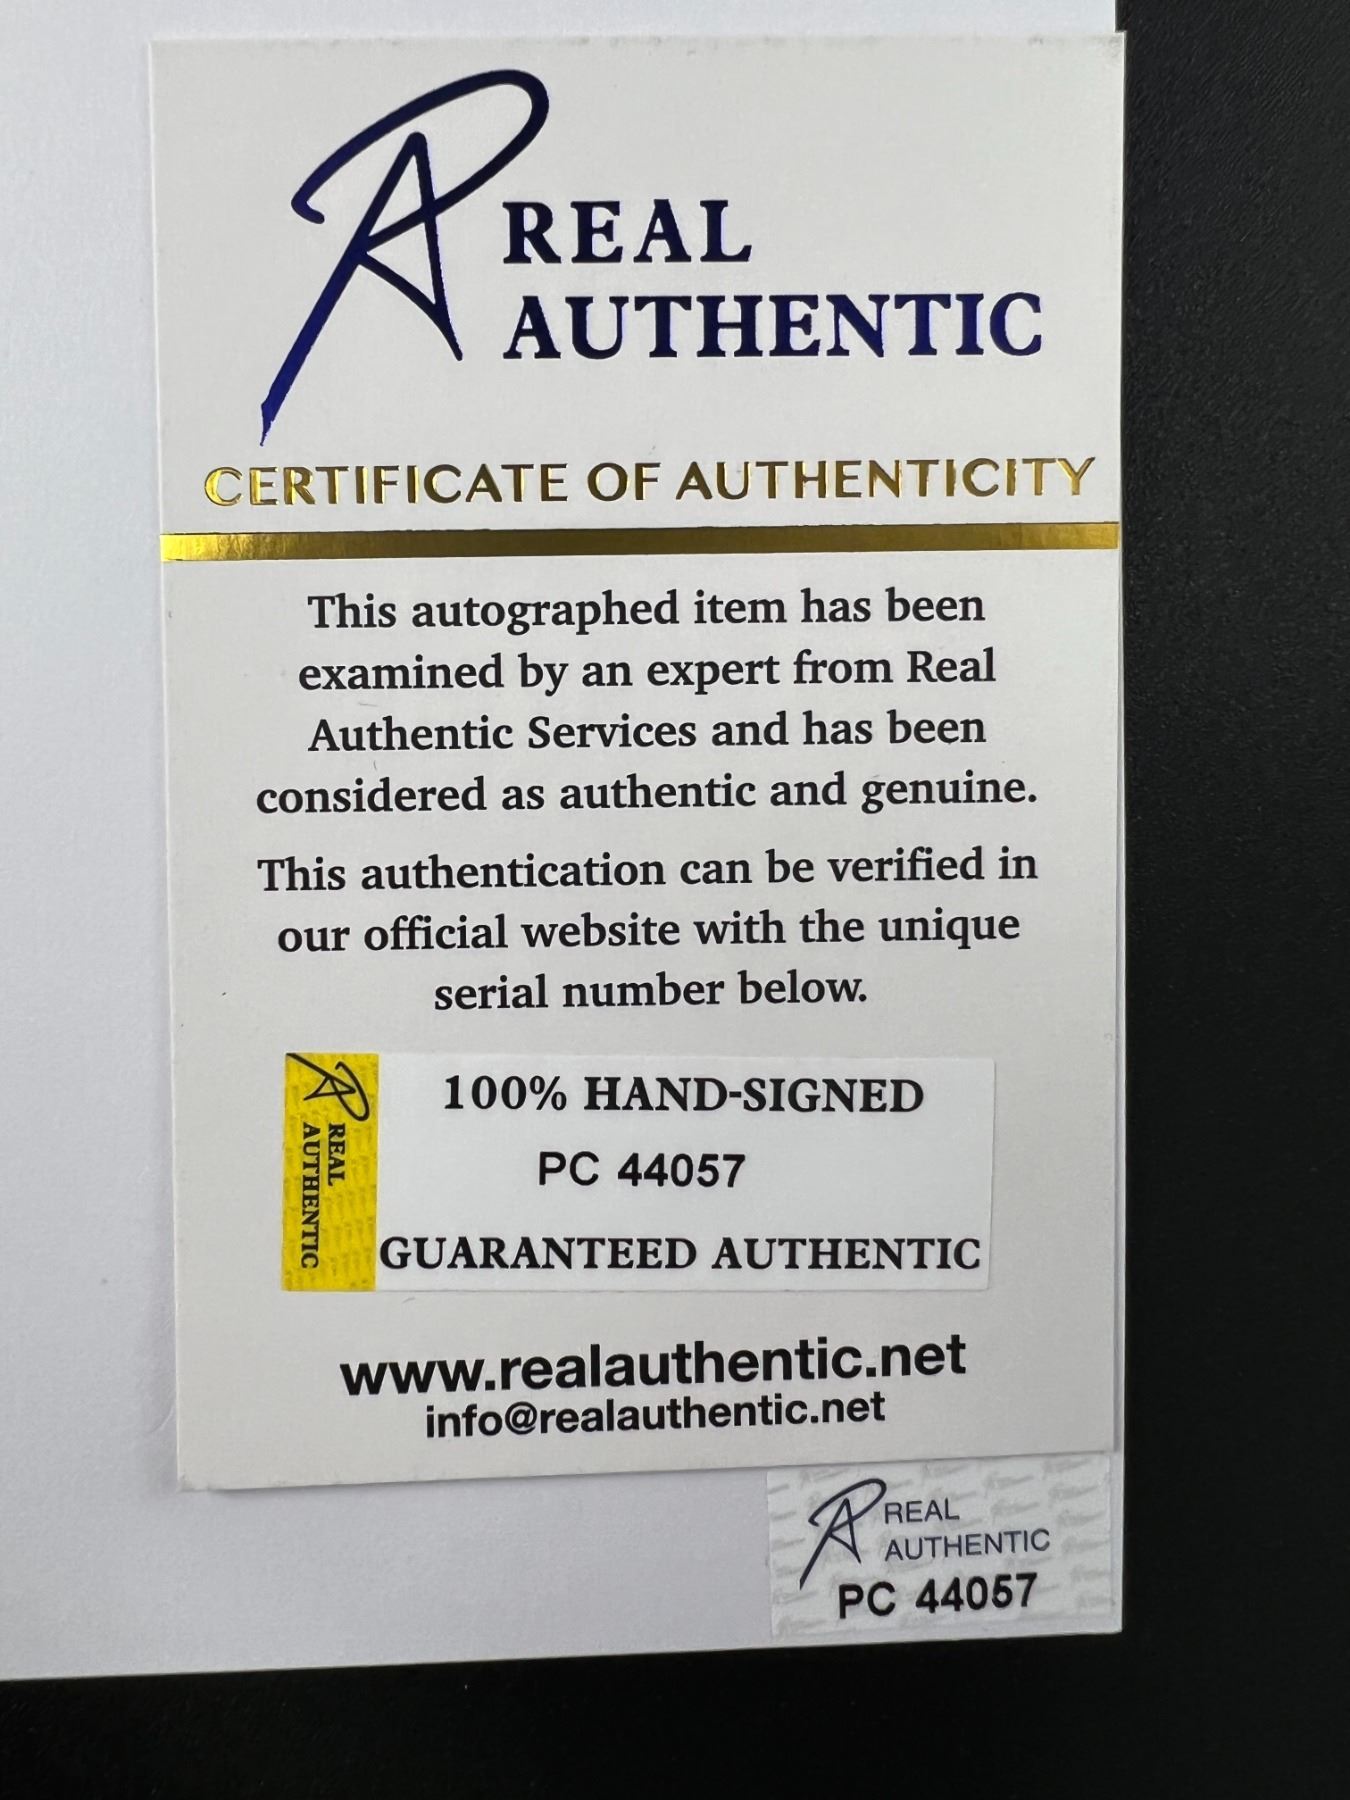 REAL
AUTHENTIC
CERTIFICATE OF AUTHENTICITY
This autographed item has been
examined by an expert from Real
Authentic Services and has been
considered as authentic and genuine.
This authentication can be verified in
our official website with the unique
serial number below.
REAL
AUTHENTIC
100% HAND-SIGNED
PC 44057
GUARANTEED AUTHENTIC
www.realauthentic.net
info@realauthentic.net
REAL
AUTHENTIC
PC 44057